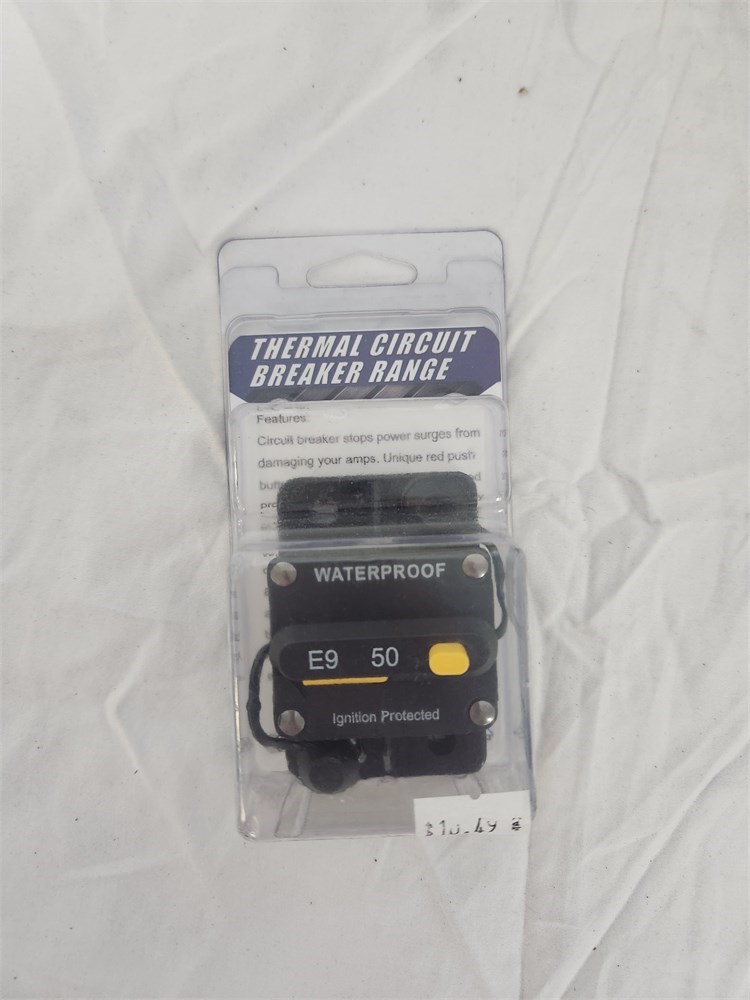 THERMAL CIRCUIT
BREAKER RANGE
Features:
Circuit breaker stops power surges from
damaging your amps. Unique red push
WATERPROOF
E9 50
Ignition Protected